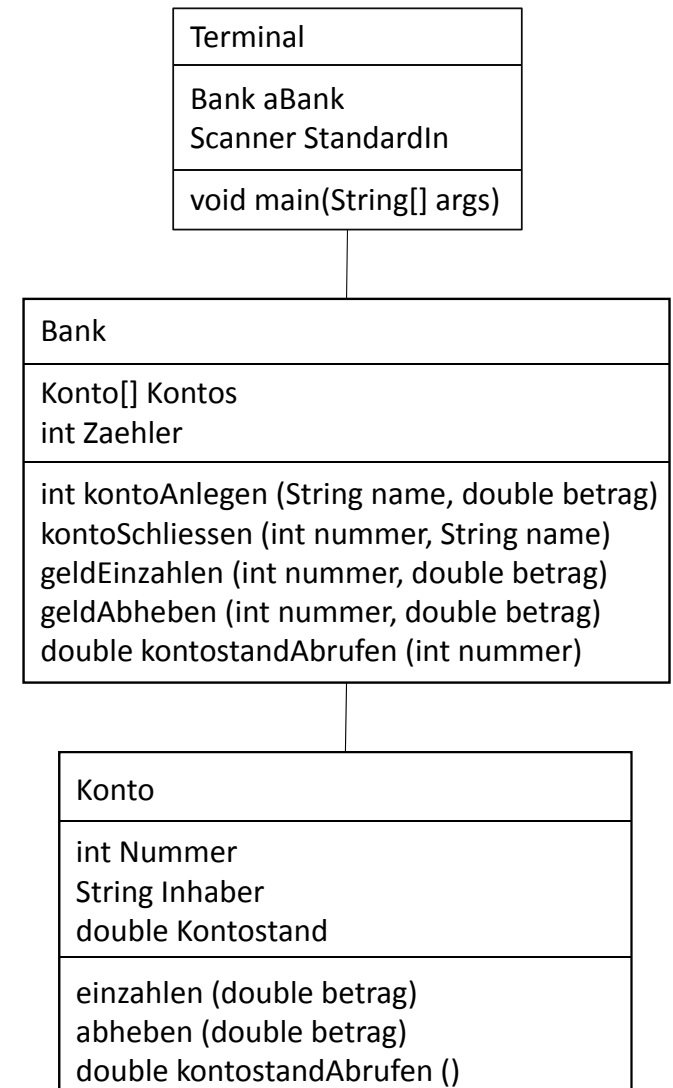 Terminal
Bank aBank
Scanner StandardIn
void main(String[] args)
Bank
Konto[] Kontos
int Zaehler
int kontoAnlegen (String name, double betrag)
kontoSchliessen (int nummer, String name)
geldEinzahlen (int nummer, double betrag)
geldAbheben (int nummer, double betrag)
double kontostandAbrufen (int nummer)
Konto
int Nummer
String Inhaber
double Kontostand
einzahlen (double betrag)
abheben (double betrag)
double kontostandAbrufen ()